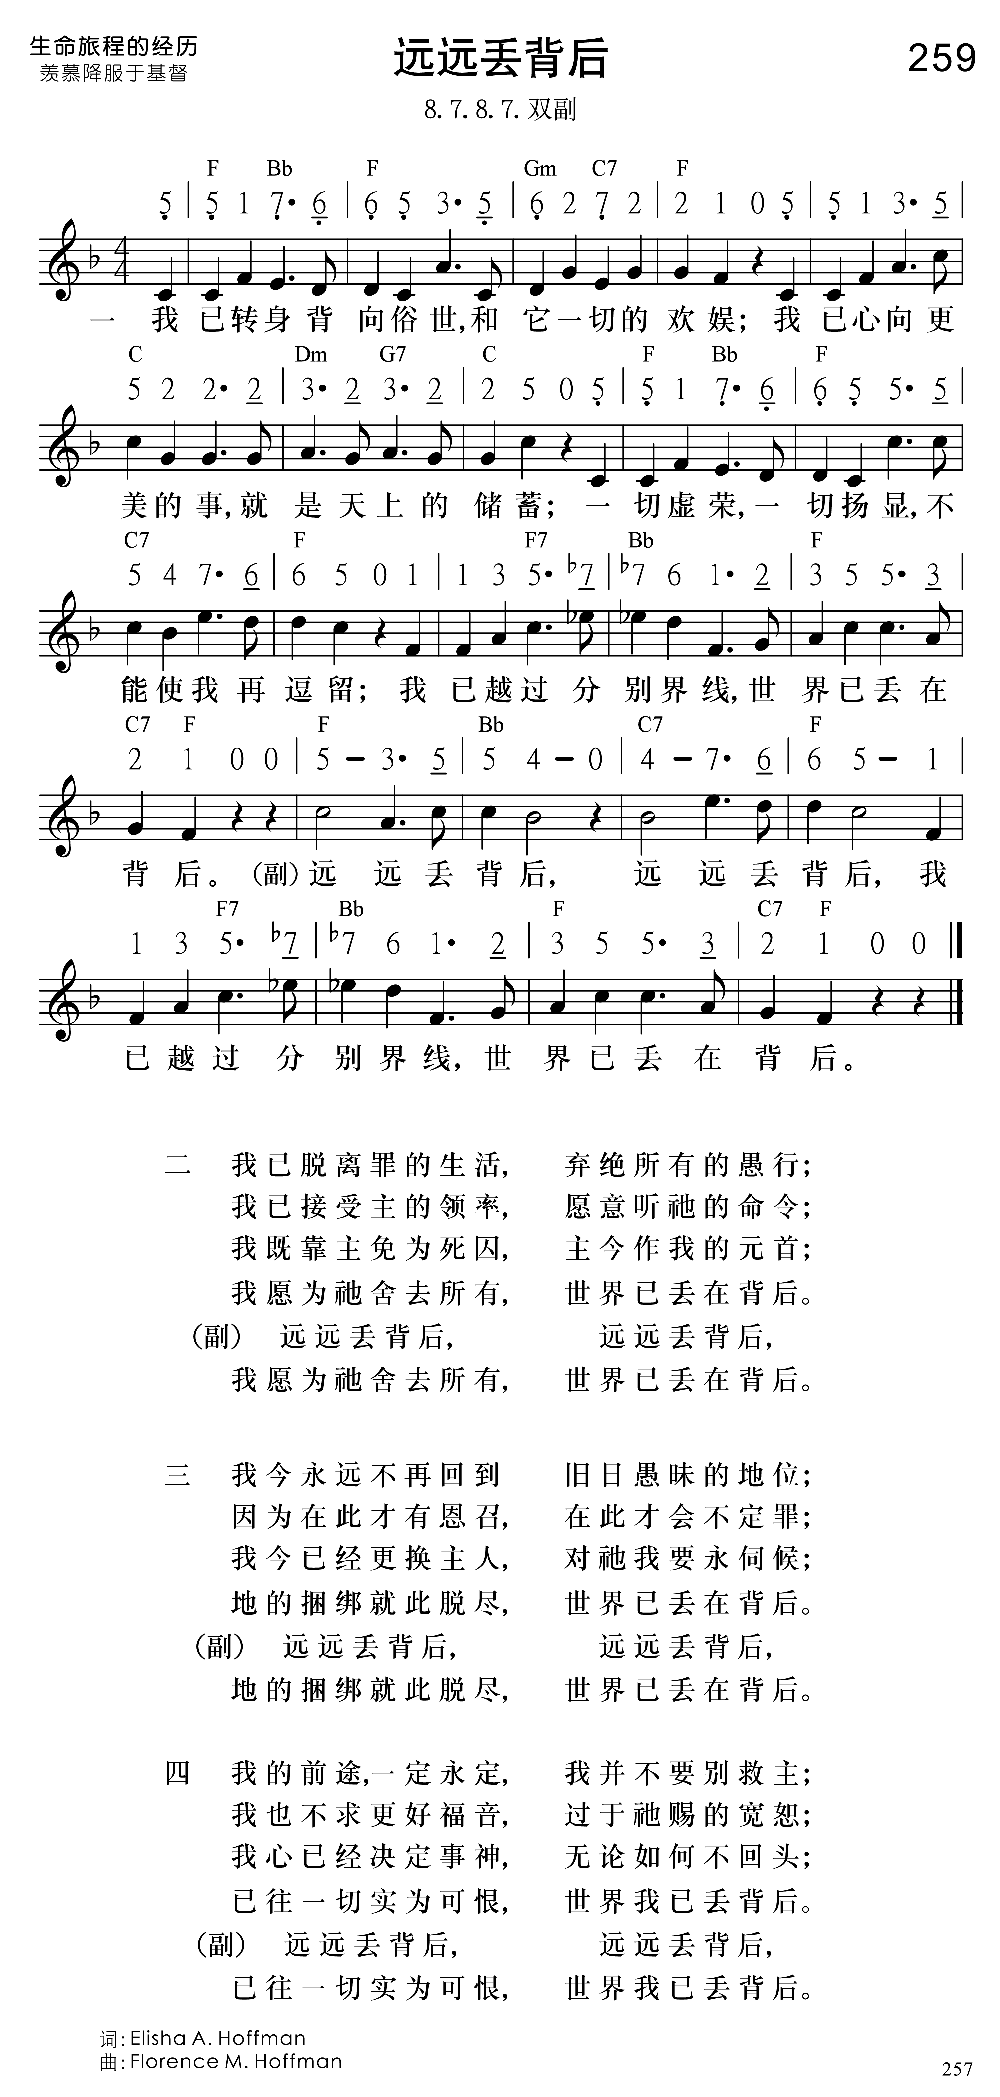 生命旅程的经历
羡慕降服于基督
远远丢背后
259
8.7.8.7.双副
F Bb F Gm C7 F
5 | 5 1 7• 6 | 6 5 3• 5 | 6 2 7 2 | 2 1 0 5 | 5 1 3• 5 |
一 我 已转身 背 向俗世,和 它一切的 欢 娱; 我 已心向 更
C Dm G7 C F Bb F
5 2 2• 2 | 3• 2 3• 2 | 2 5 0 5 | 5 1 7• 6 | 6 5 5• 5 |
美的事,就 是天上的 储蓄; 一 切虚荣,一 切扬显,不
C7 F F7 Bb F
5 4 7• 6 | 6 5 0 1 | 1 3 5• ♭7 | ♭7 6 1• 2 | 3 5 5• 3 |
能使我再 逗留; 我 已越过分 别界线,世 界已丢在
C7 F F Bb C7 F
2 1 0 0 | 5 – 3• 5 | 5 4 – 0 | 4 – 7• 6 | 6 5 – 1 |
背后。(副)远 远丢背后, 远 远丢背后, 我
F7 Bb F C7 F
1 3 5• ♭7 | ♭7 6 1• 2 | 3 5 5• 3 | 2 1 0 0 ‖
已越过 分 别界线,世 界已丢 在 背 后。
二 我已脱离罪的生活, 弃绝所有的愚行;
我已接受主的领率, 愿意听祂的命令;
我既靠主免为死囚, 主今作我的元首;
我愿为祂舍去所有, 世界已丢在背后。
(副) 远远丢背后, 远远丢背后,
我愿为祂舍去所有, 世界已丢在背后。
三 我今永远不再回到 旧日愚昧的地位;
因为在此才有恩召, 在此才会不定罪;
我今已经更换主人, 对祂我要永伺候;
地的捆绑就此脱尽, 世界已丢在背后。
(副) 远远丢背后, 远远丢背后,
地的捆绑就此脱尽, 世界已丢在背后。
四 我的前途,一定永定, 我并不要别救主;
我也不求更好福音, 过于祂赐的宽恕;
我心已经决定事神, 无论如何不回头;
已往一切实为可恨, 世界我已丢背后。
(副) 远远丢背后, 远远丢背后,
已往一切实为可恨, 世界我已丢背后。
词: Elisha A. Hoffman
曲: Florence M. Hoffman
257